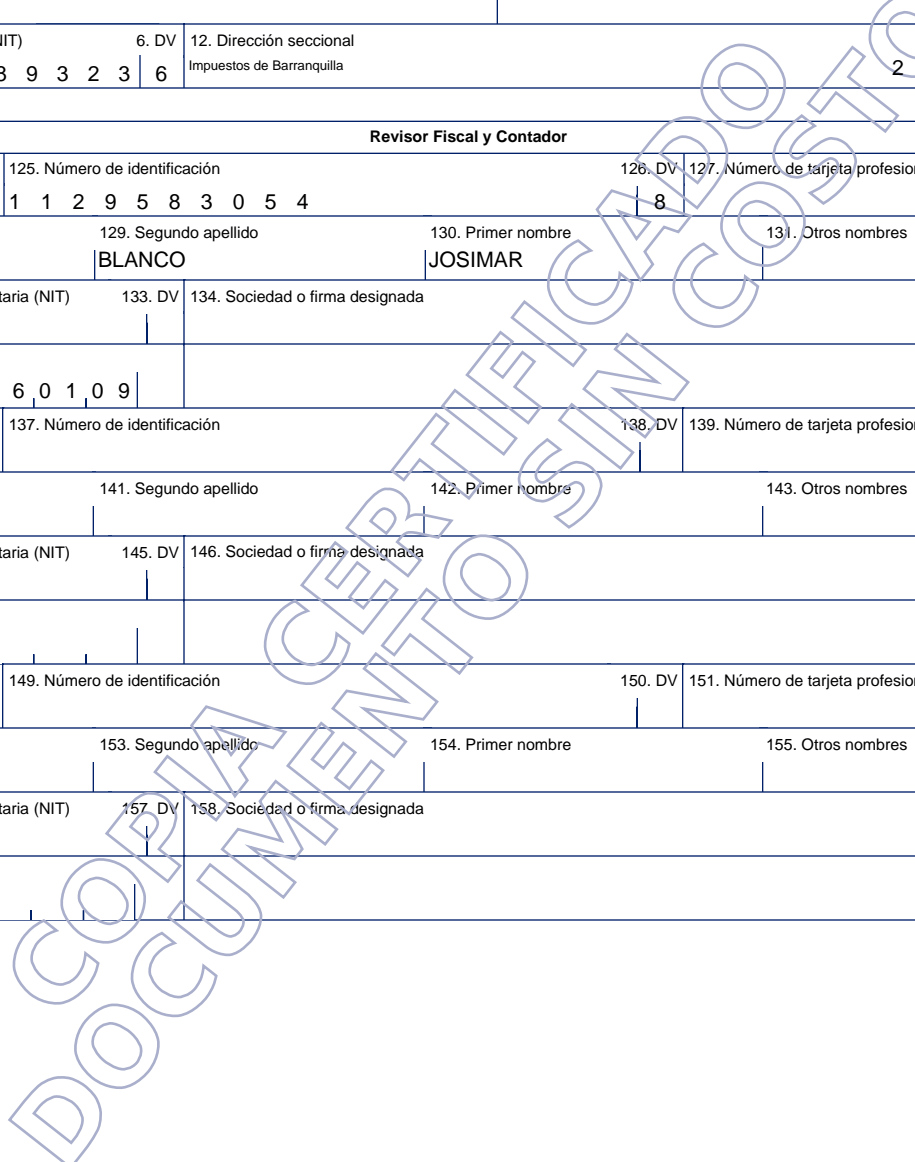 NIT) 6. DV 12. Dirección seccional
9 3 2 3 6 Impuestos de Barranquilla 2
Revisor Fiscal y Contador
125. Número de identificación 126. DV 127. Número de tarjeta profesion
1 1 2 9 5 8 3 0 5 4 8
129. Segundo apellido 130. Primer nombre 131. Otros nombres
BLANCO JOSIMAR
taria (NIT) 133. DV 134. Sociedad o firma designada
6 0 1 0 9
137. Número de identificación 138. DV 139. Número de tarjeta profesion
141. Segundo apellido 142. Primer nombre 143. Otros nombres
taria (NIT) 145. DV 146. Sociedad o firma designada
149. Número de identificación 150. DV 151. Número de tarjeta profesion
153. Segundo apellido 154. Primer nombre 155. Otros nombres
taria (NIT) 157. DV 158. Sociedad o firma designada
COPIA CERTIFICADO
DOCUMENTO SIN COSTO